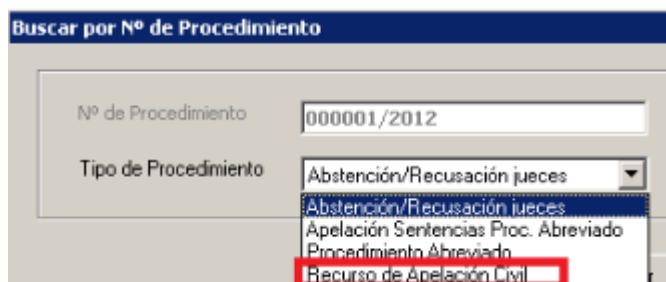 Buscar por Nº de Procedimiento
Nº de Procedimiento 000001/2012
Tipo de Procedimiento Abstención/Recusación jueces
Abstención/Recusación jueces
Apelación Sentencias Proc. Abreviado
Procedimiento Abreviado
Recurso de Apelación Civil